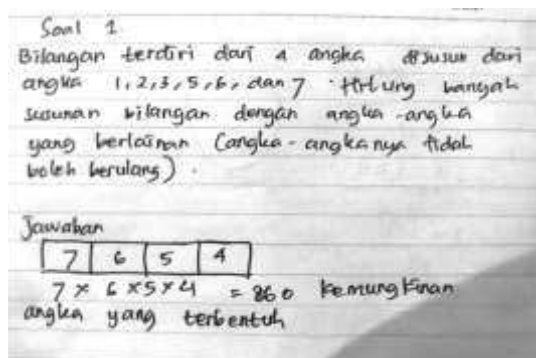 Soal 1
Bilangan terdiri dari 4 angka disusun dari
angka 1, 2, 3, 5, 6, dan 7. Hitung banyak
susunan bilangan dengan angka-angka
yang berlainan (angka-angkanya tidak
boleh berulang).
Jawaban
7 6 5 4
7 × 6 × 5 × 4 = 860 kemungkinan
angka yang terbentuk